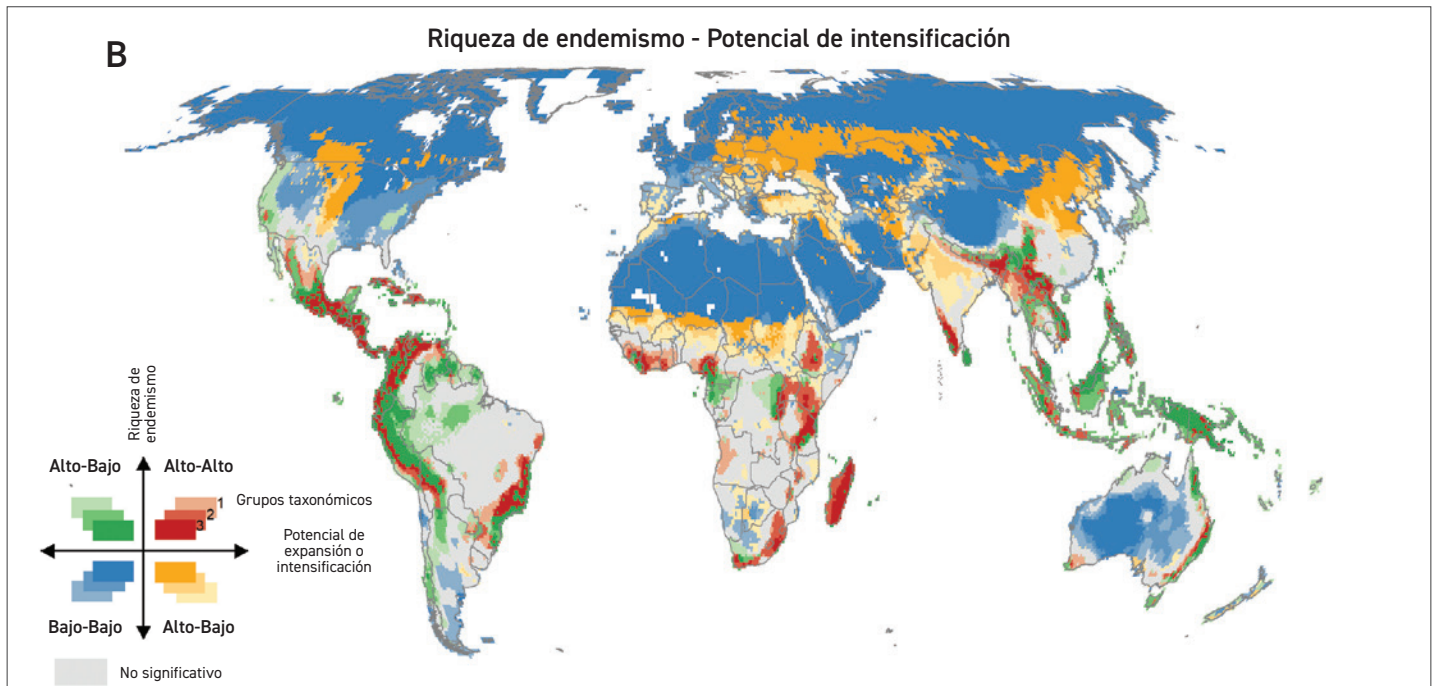 B
Riqueza de endemismo - Potencial de intensificación
Riqueza de
endemismo
Alto-Bajo
Alto-Alto
1
2
3
Grupos taxonómicos
Potencial de
expansión o
intensificación
Bajo-Bajo
Alto-Bajo
No significativo